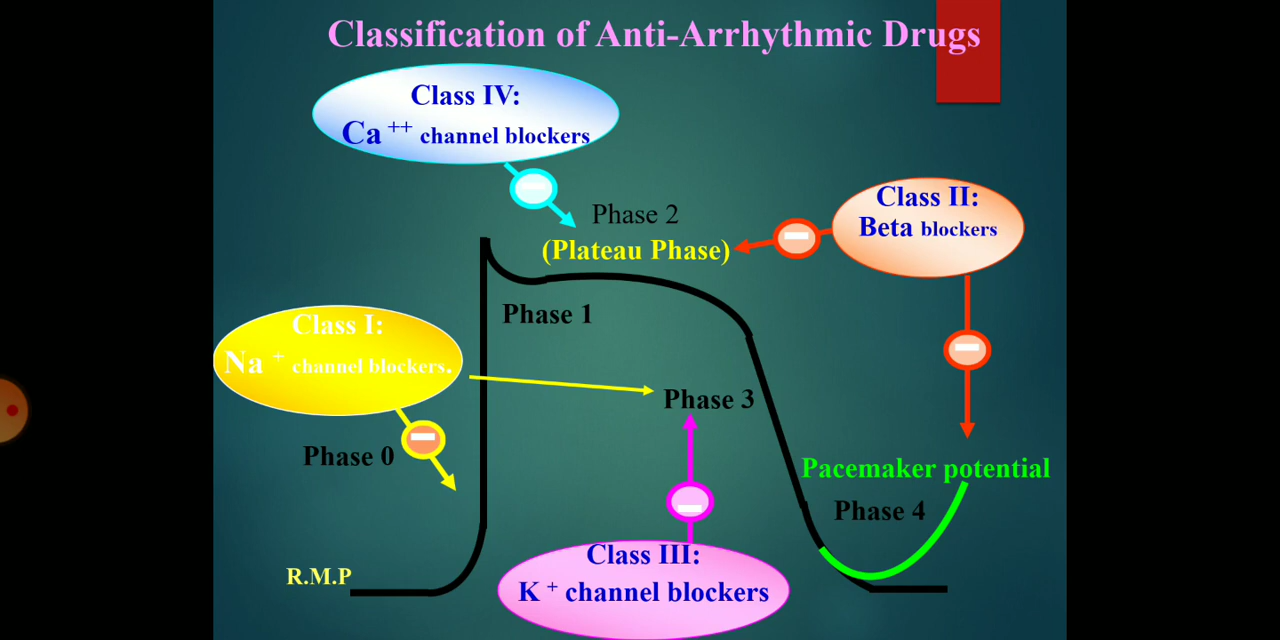 Classification of Anti-Arrhythmic Drugs
Class IV:
Ca ++ channel blockers
Class II:
Beta blockers
Phase 2
(Plateau Phase)
Phase 1
Class I:
Na + channel blockers.
Phase 3
Phase 0
Pacemaker potential
Phase 4
Class III:
K + channel blockers
R.M.P